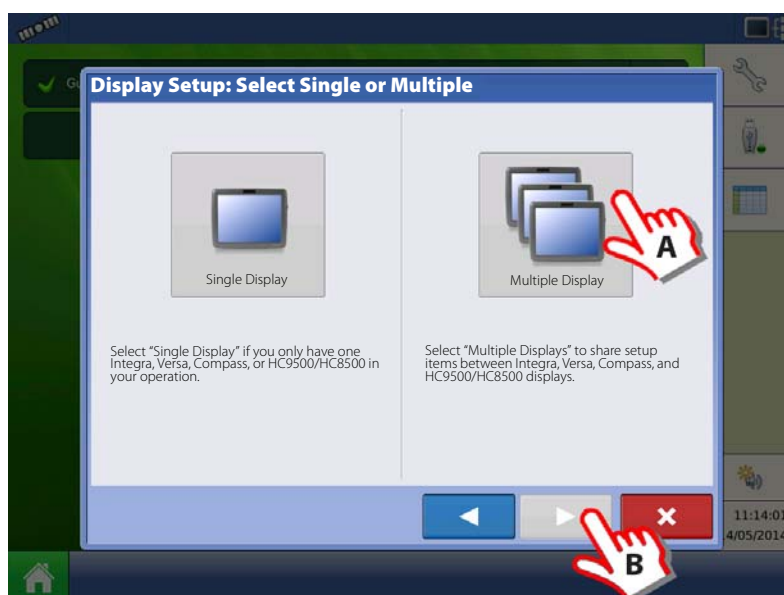 Gu
Display Setup: Select Single or Multiple
Single Display
Multiple Display
A
Select “Single Display” if you only have one
Integra, Versa, Compass, or HC9500/HC8500 in
your operation.
Select “Multiple Displays” to share setup
items between Integra, Versa, Compass, and
HC9500/HC8500 displays.
B
11:14:01
4/05/2014